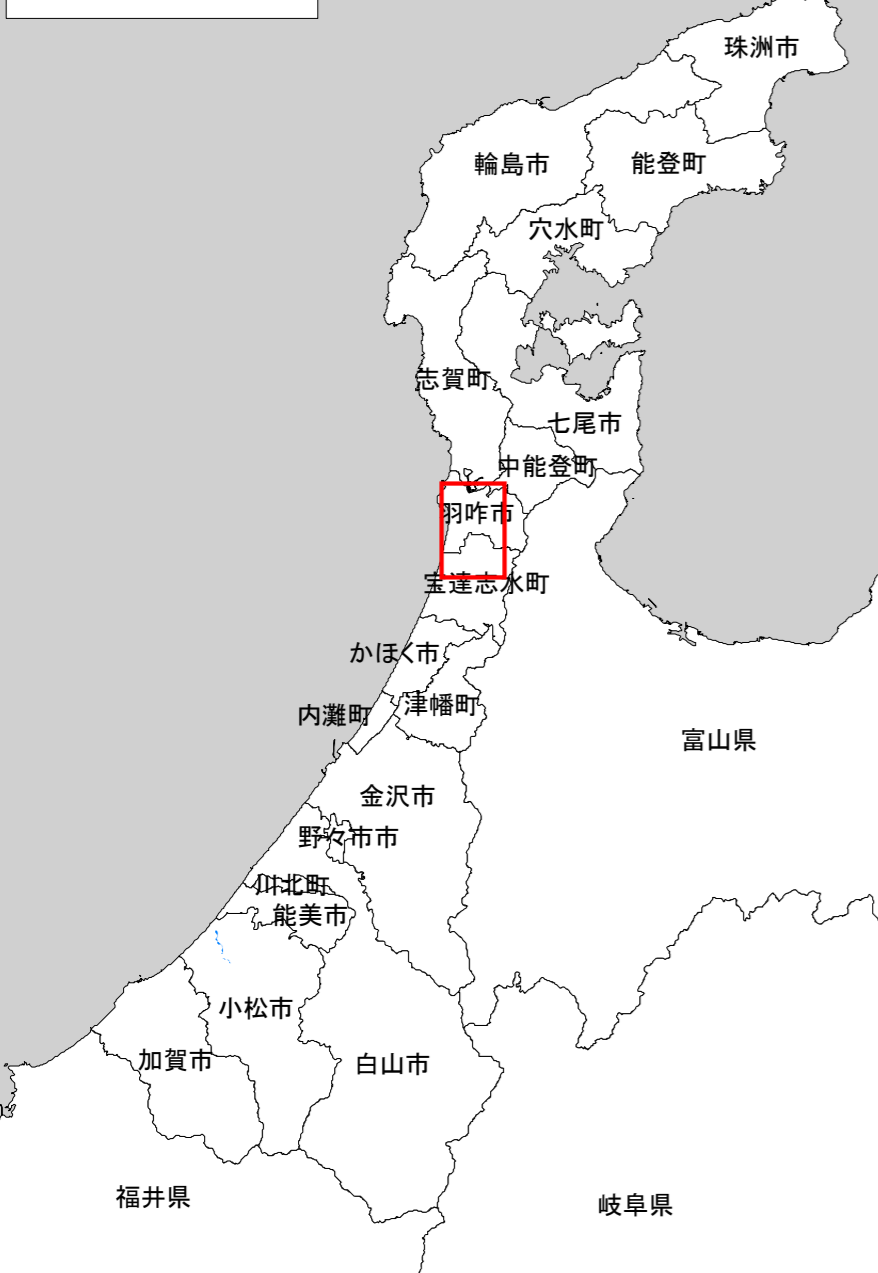 珠洲市
輪島市
能登町
穴水町
志賀町
七尾市
中能登町
羽咋市
宝達志水町
かほく市
津幡町
内灘町
富山県
金沢市
野々市市
川北町
能美市
小松市
加賀市
白山市
福井県
岐阜県